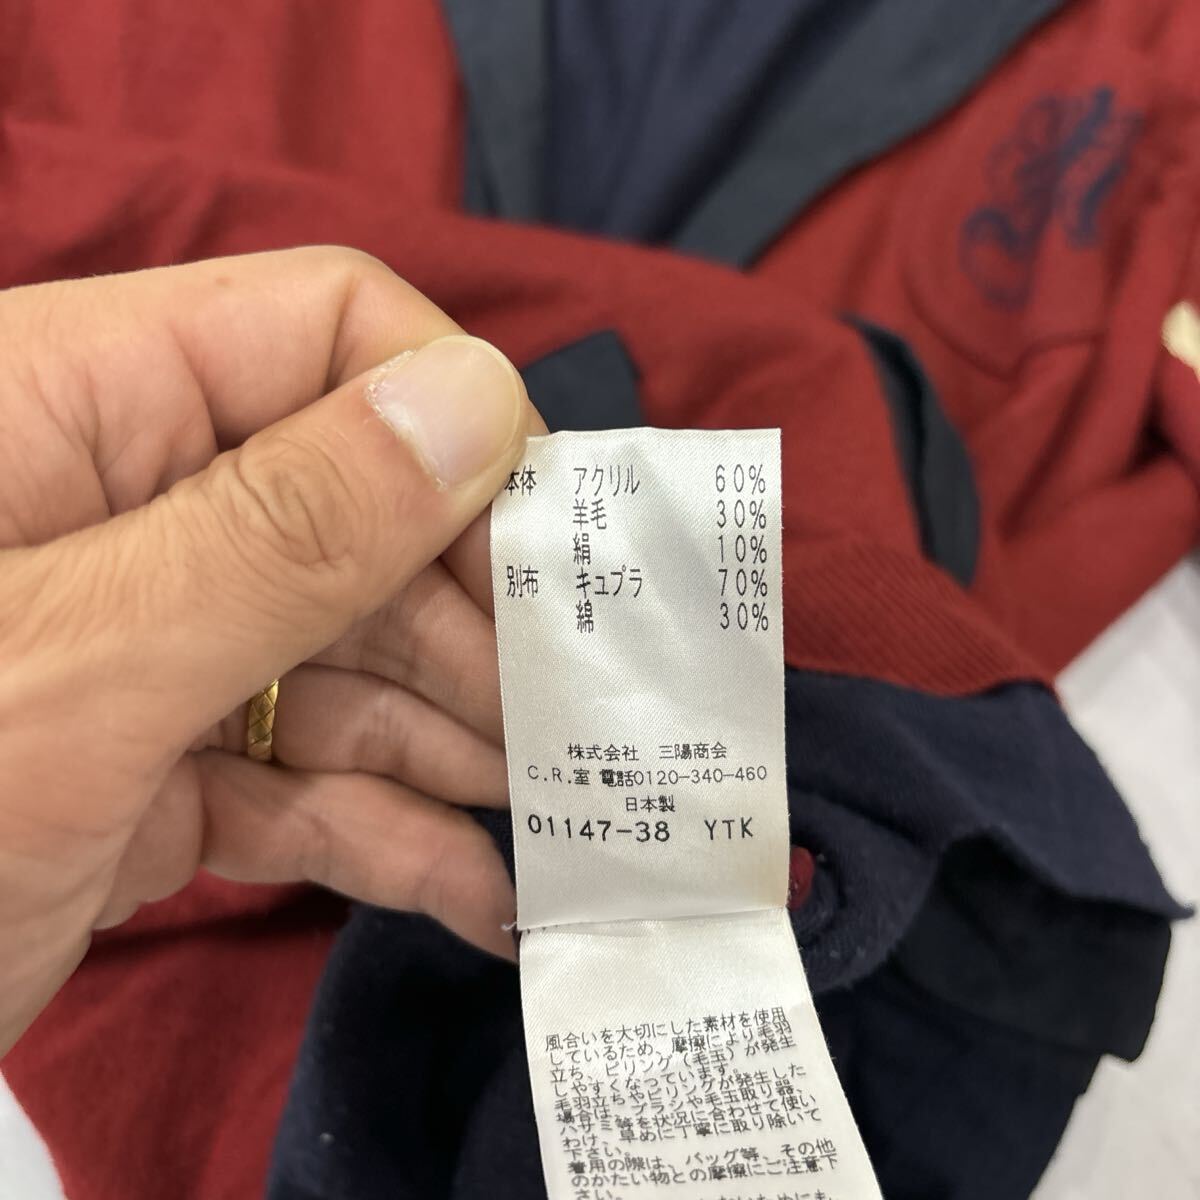 本体 アクリル 60%
羊毛 30%
絹 10%
別布 キュプラ 70%
綿 30%
株式会社 三陽商会
C.R.室 電話0120-340-460
日本製
01147-38 YTK
風合いを大切にした素材を使用
しているため、摩擦により毛羽
立ち、ピリング(毛玉)が発生
しやすくなっています。
毛羽立ちやピリングが発生した
場合は、ブラシや毛玉取り器、
ハサミ等を状況に合わせて使い
わけ、早めに丁寧に取り除いて
下さい。
着用の際は、バッグ等、その他
のかたい物との摩擦にご注意下
さい。